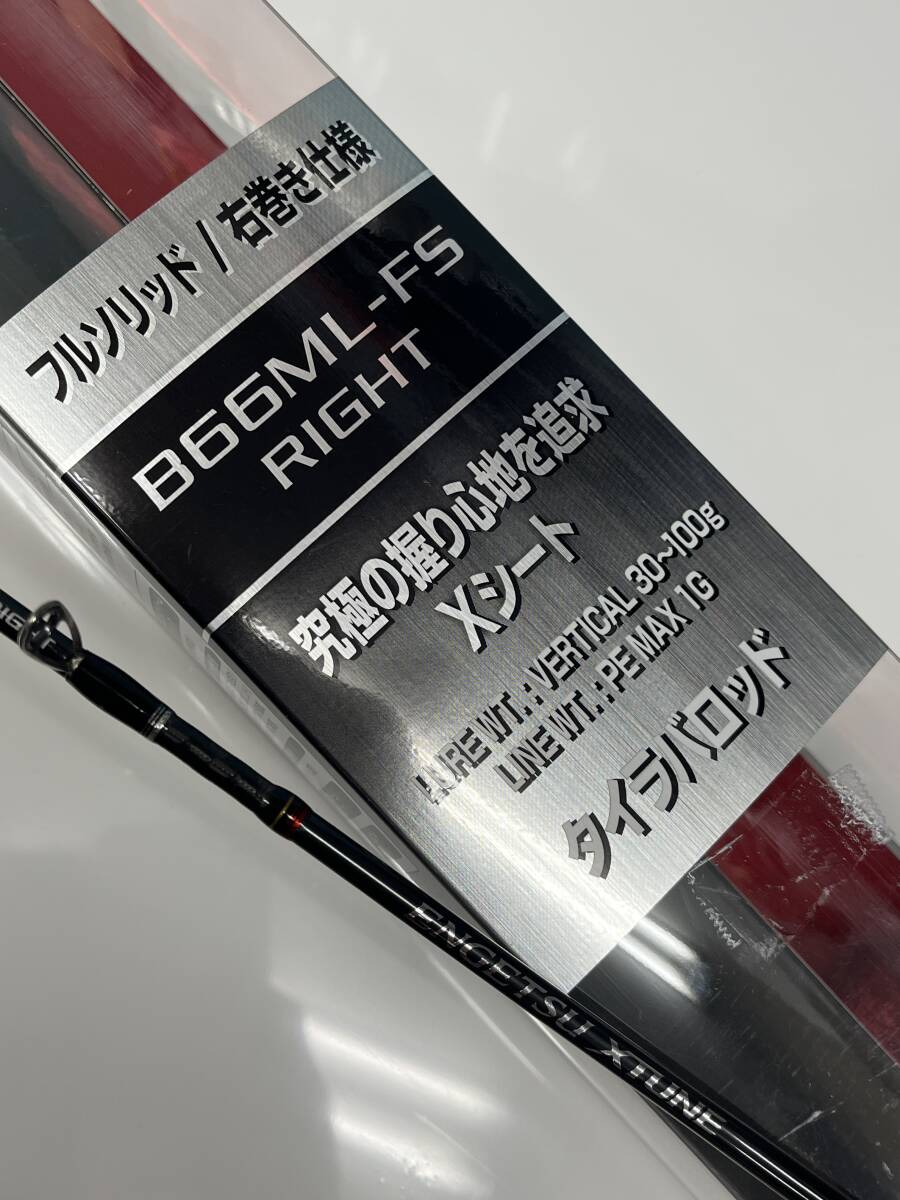 フルソリッド / 右巻き仕様
B66ML-FS
RIGHT
究極の握り心地を追求
Xシート
LURE WT. : VERTICAL 30~100g
LINE WT. : PE MAX 1G
タイラバロッド
ENGETSU XTUNE